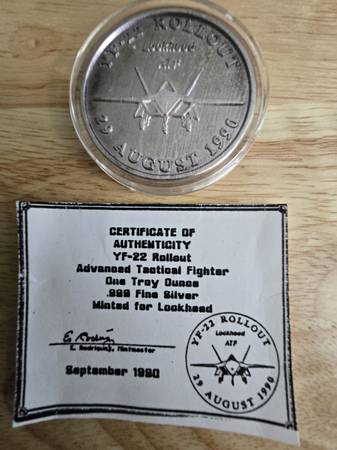 YF-22 ROLLOUT
Lockheed
ATF
29 AUGUST 1990
CERTIFICATE OF
AUTHENTICITY
YF-22 Rollout
Advanced Tactical Fighter
One Troy Ounce
.999 Fine Silver
Minted for Lockheed
E. Rodriquez, Mintmaster
September 1990
YF-22 ROLLOUT
Lockheed
ATF
29 AUGUST 1990